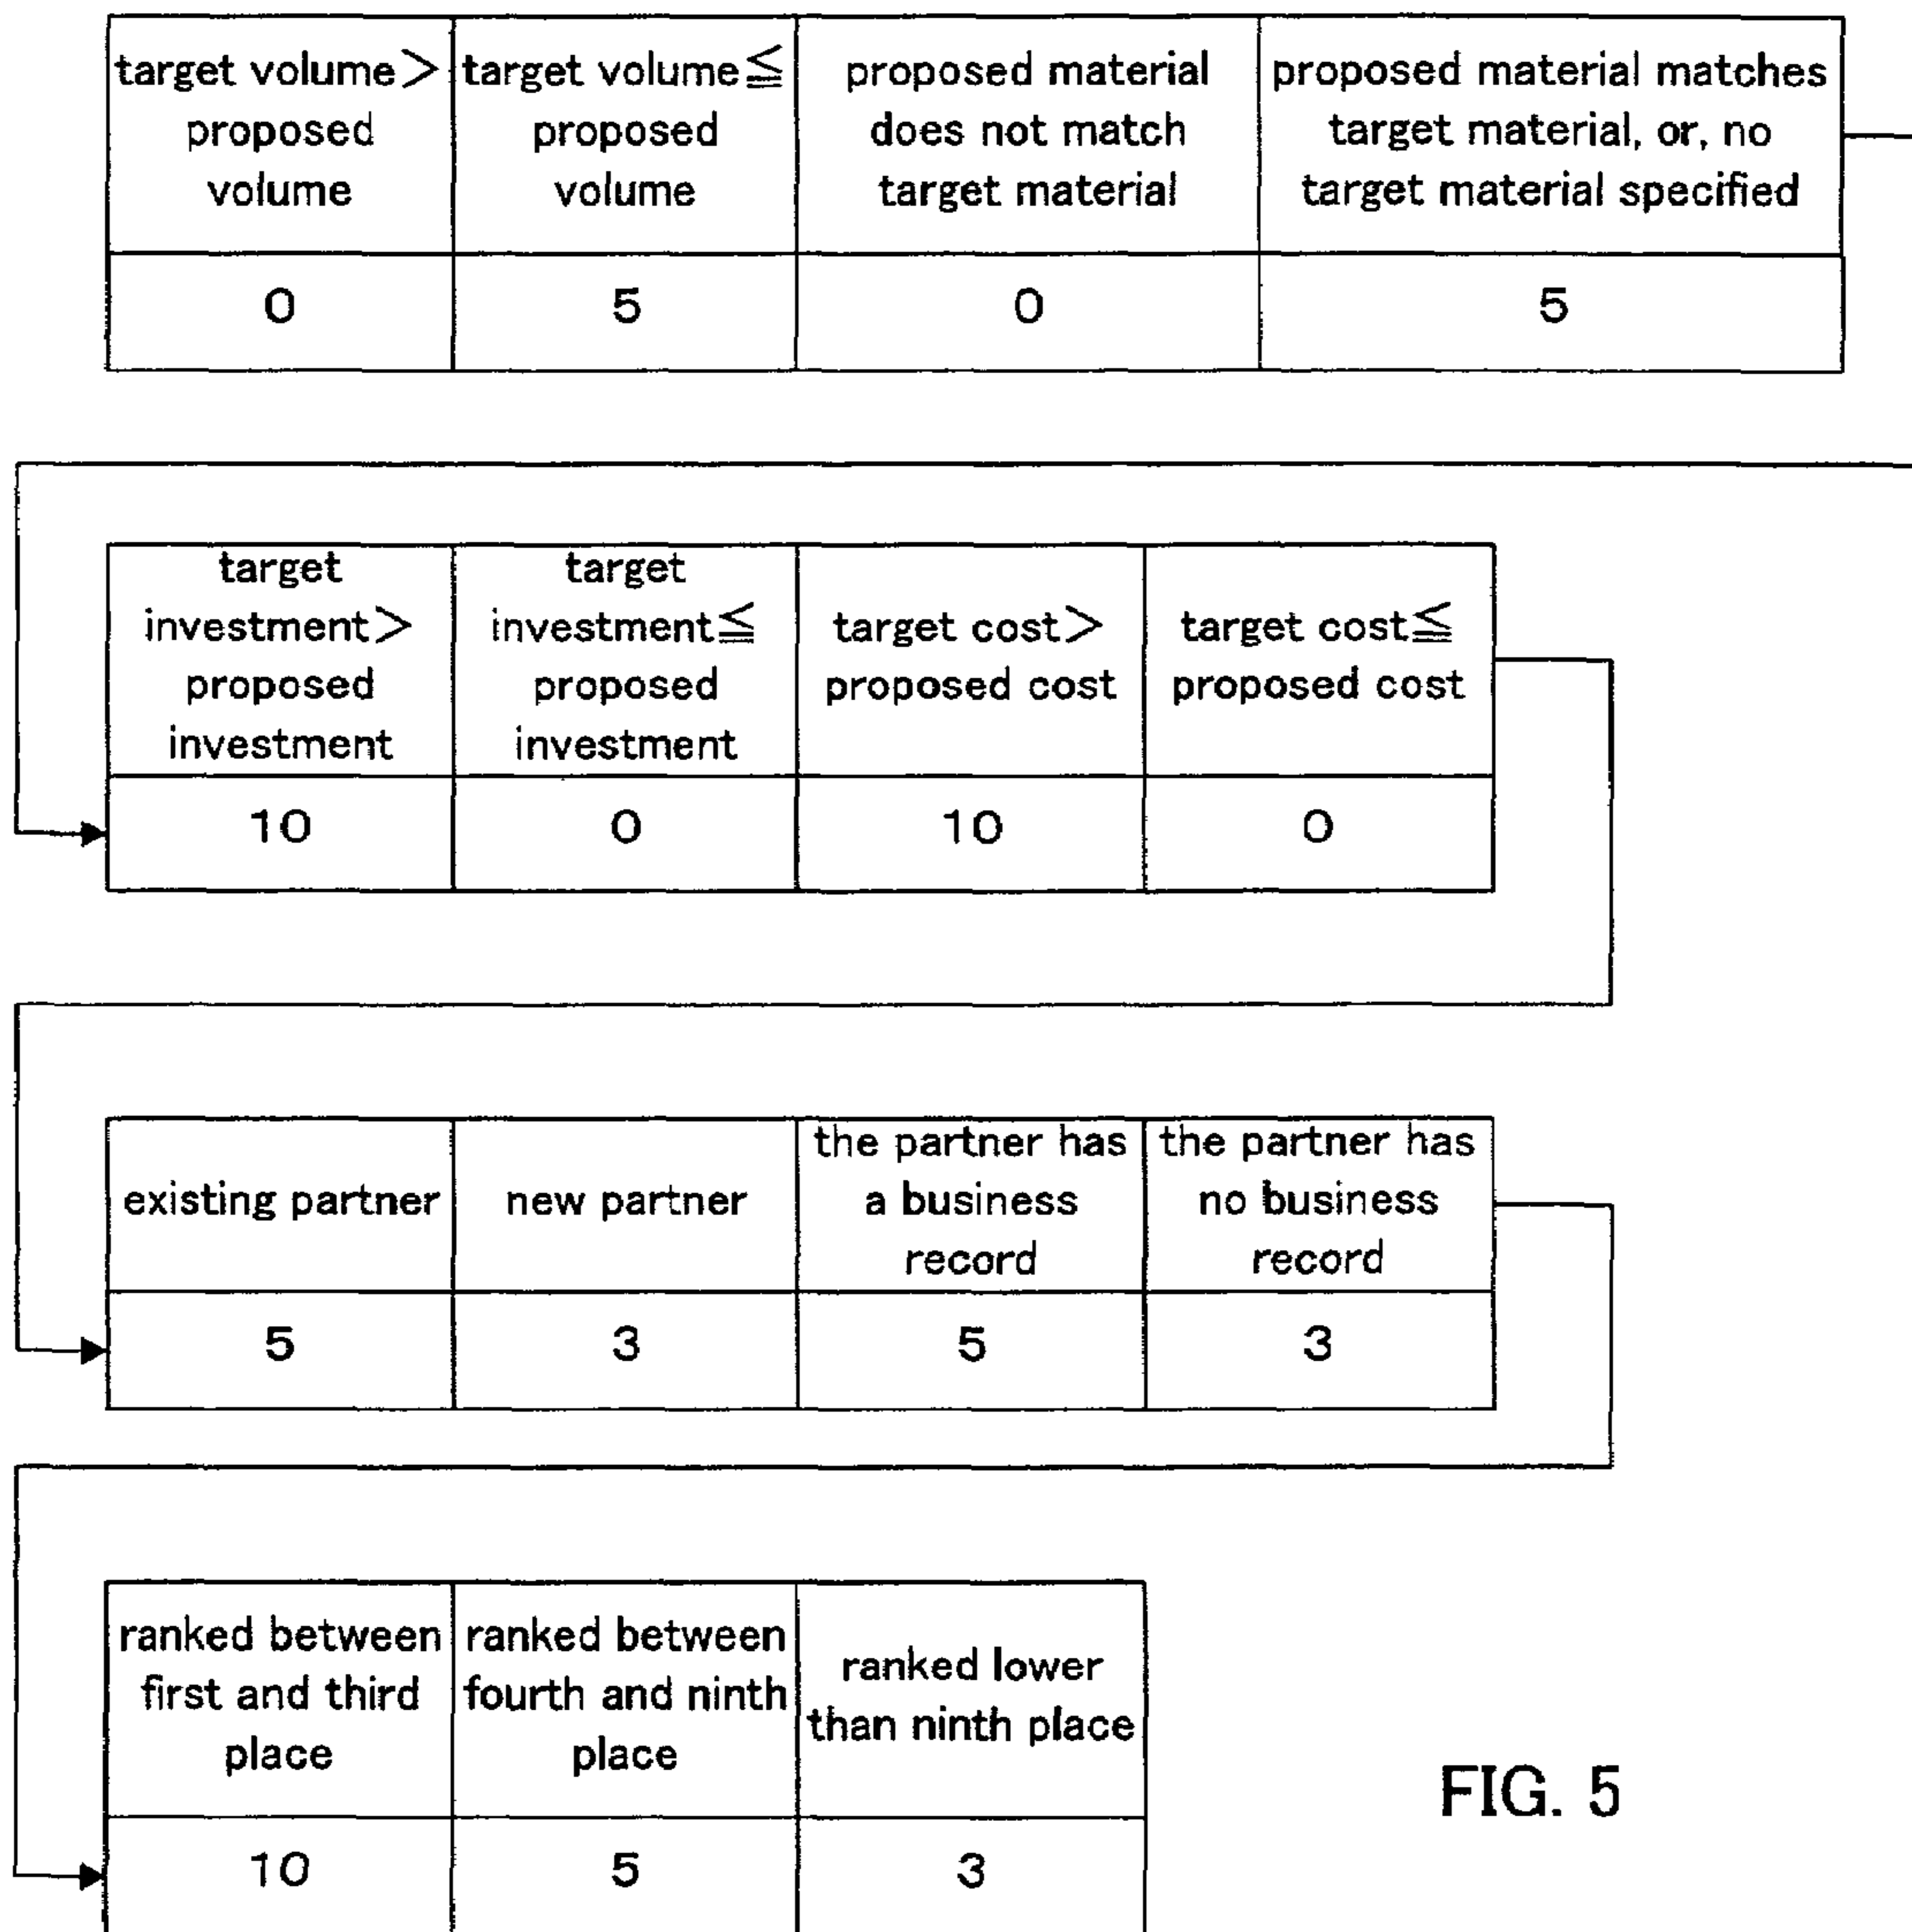 target volume>
proposed
volume
target volume≦
proposed
volume
proposed material
does not match
target material
proposed material matches
target material, or, no
target material specified
0
5
0
5
target
investment>
proposed
investment
target
investment≦
proposed
investment
target cost>
proposed cost
target cost≦
proposed cost
10
0
10
0
existing partner
new partner
the partner has
a business
record
the partner has
no business
record
5
3
5
3
ranked between
first and third
place
ranked between
fourth and ninth
place
ranked lower
than ninth place
10
5
3
FIG. 5